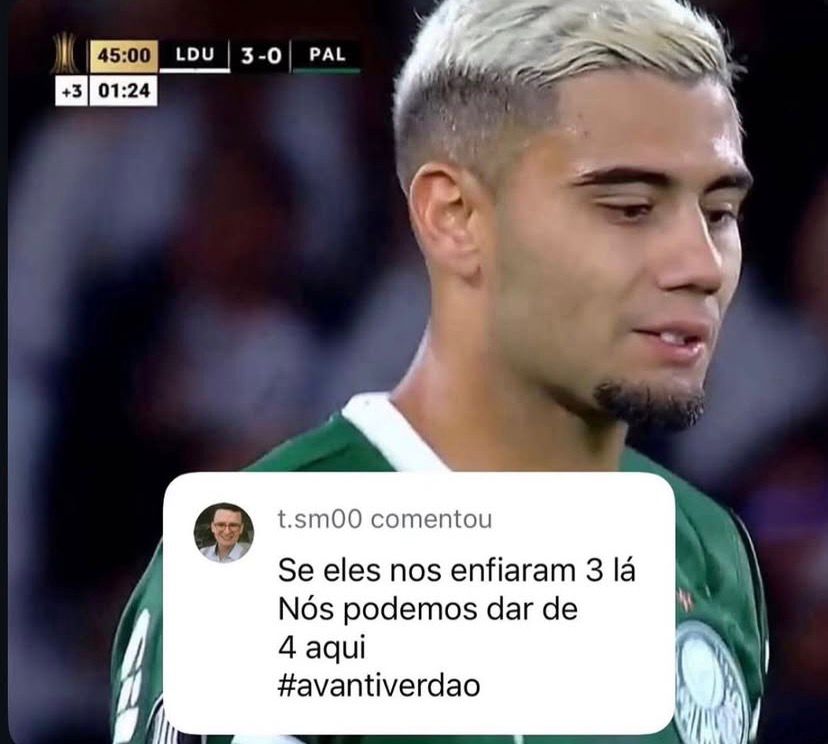 45:00 LDU 3-0 PAL
+3 01:24
t.sm00 comentou
Se eles nos enfiaram 3 lá
Nós podemos dar de
4 aqui
#avantiverdao